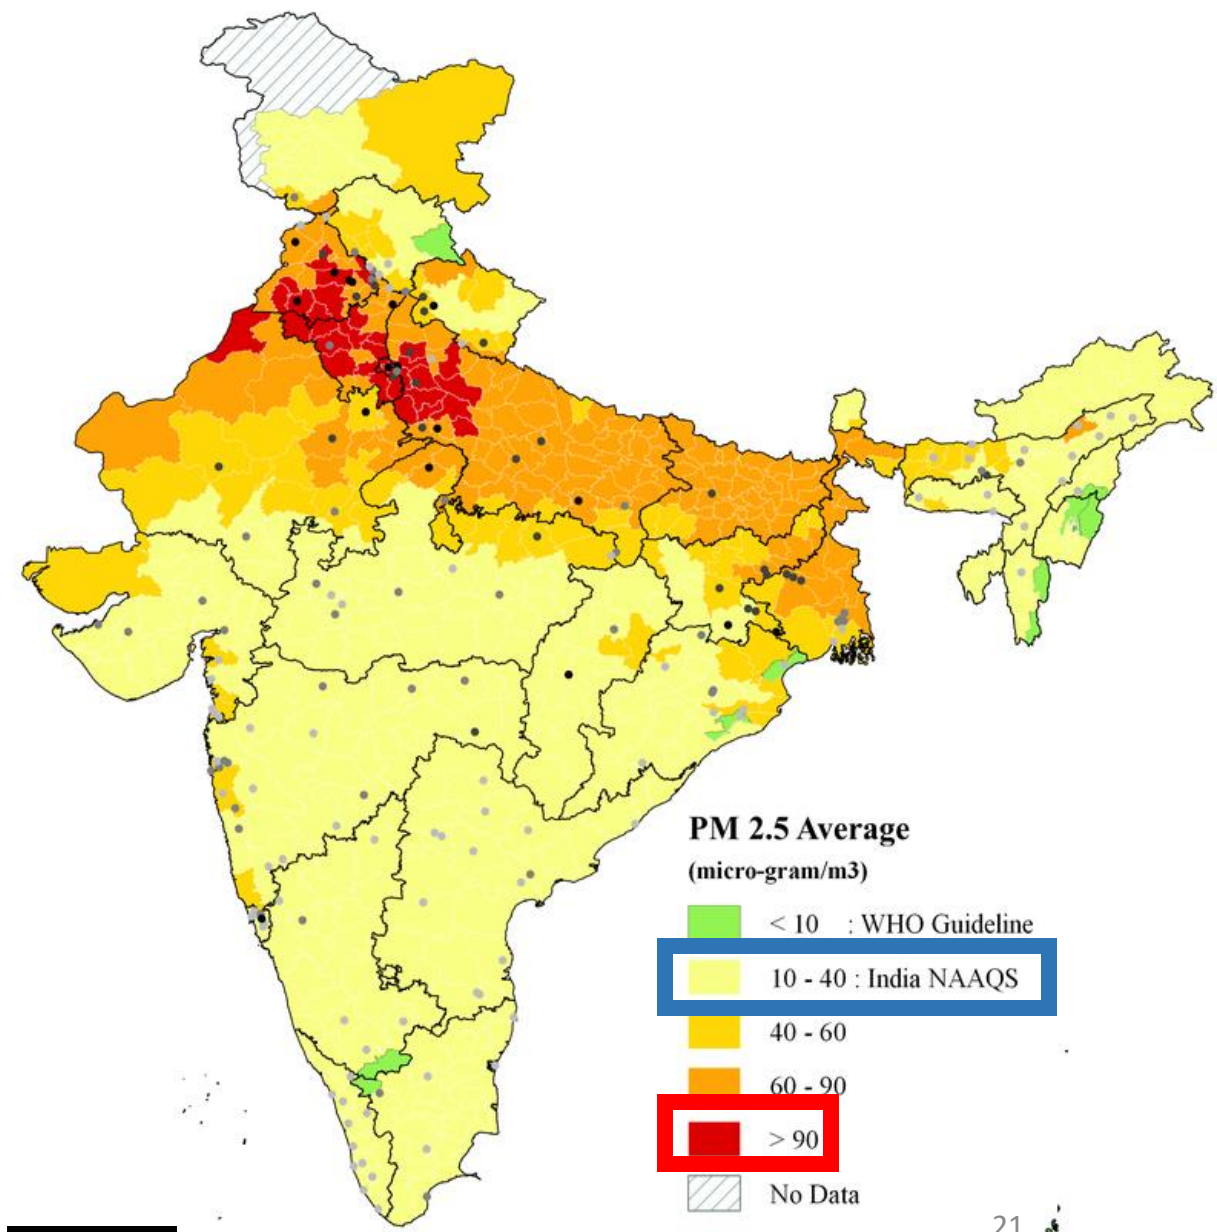 PM 2.5 Average
(micro-gram/m3)
< 10 : WHO Guideline
10 - 40 : India NAAQS
40 - 60
60 - 90
> 90
No Data
21